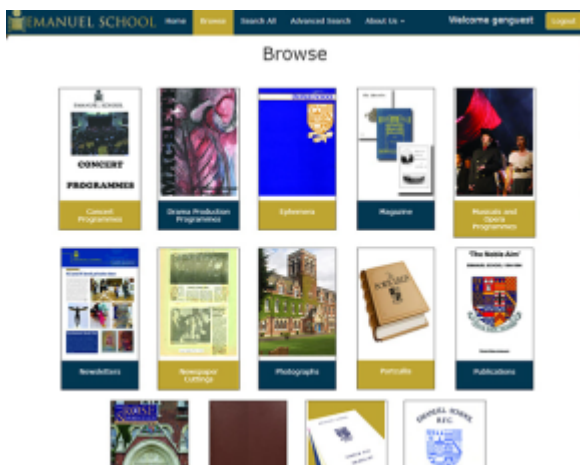 EMANUEL SCHOOL Home Browse Search All Advanced Search About Us Welcome genguest Logout
Browse
EMANUEL SCHOOL
CONCERT
PROGRAMMES
Concert
Programmes
Drama Production
Programmes
Ephemera
Magazine
Musicals and
Opera
Programmes
'The Noble Aim'
Newsletters
Newspaper
Cuttings
Photographs
Portraits
Publications
EMANUEL SCHOOL
R.F.C.